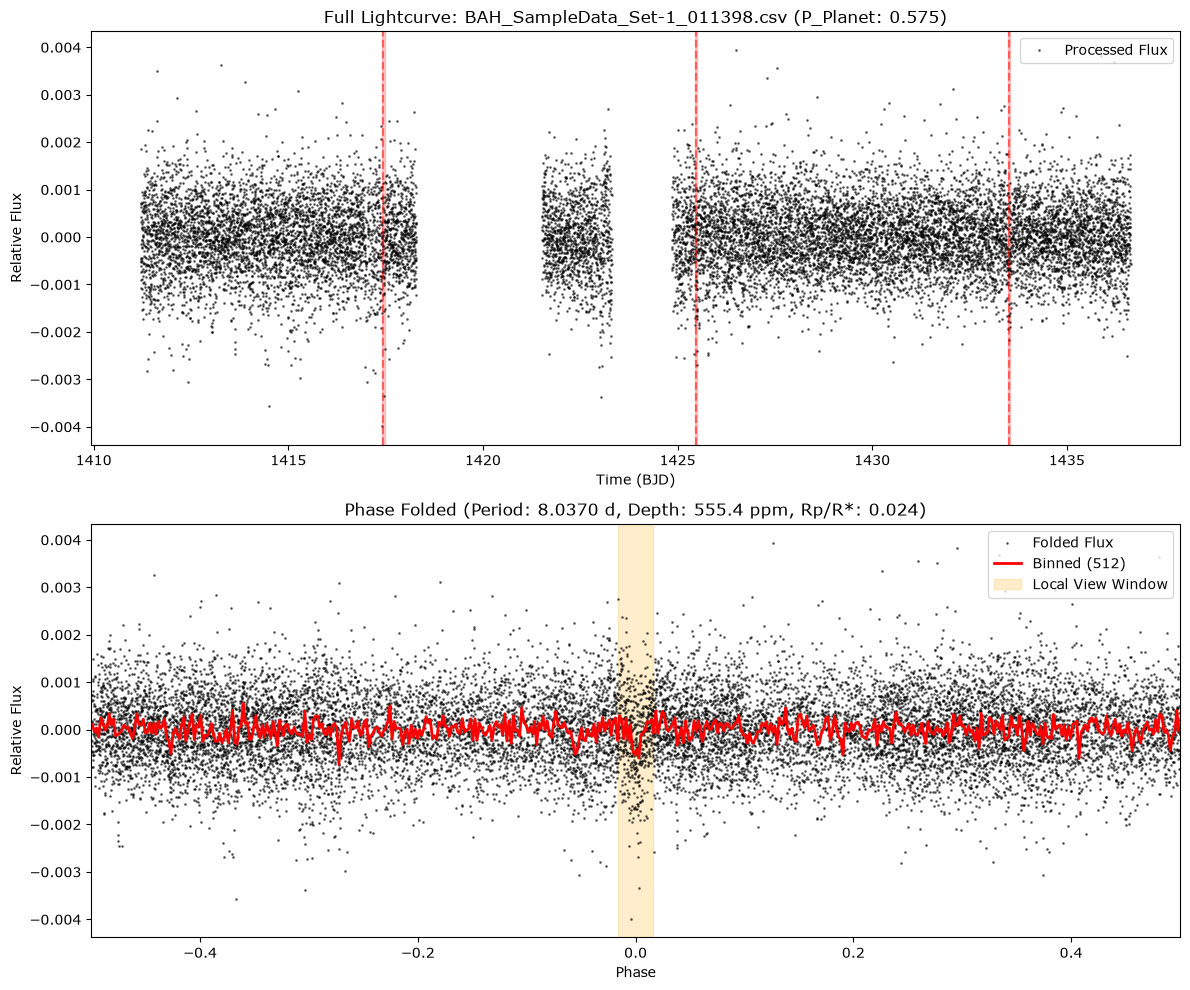 Full Lightcurve: BAH_SampleData_Set-1_011398.csv (P_Planet: 0.575)
0.004
0.003
0.002
0.001
0.000
−0.001
−0.002
−0.003
−0.004
Relative Flux
Processed Flux
1410
1415
1420
1425
1430
1435
Time (BJD)
Phase Folded (Period: 8.0370 d, Depth: 555.4 ppm, Rp/R*: 0.024)
0.004
0.003
0.002
0.001
0.000
−0.001
−0.002
−0.003
−0.004
Relative Flux
Folded Flux
Binned (512)
Local View Window
−0.4
−0.2
0.0
0.2
0.4
Phase